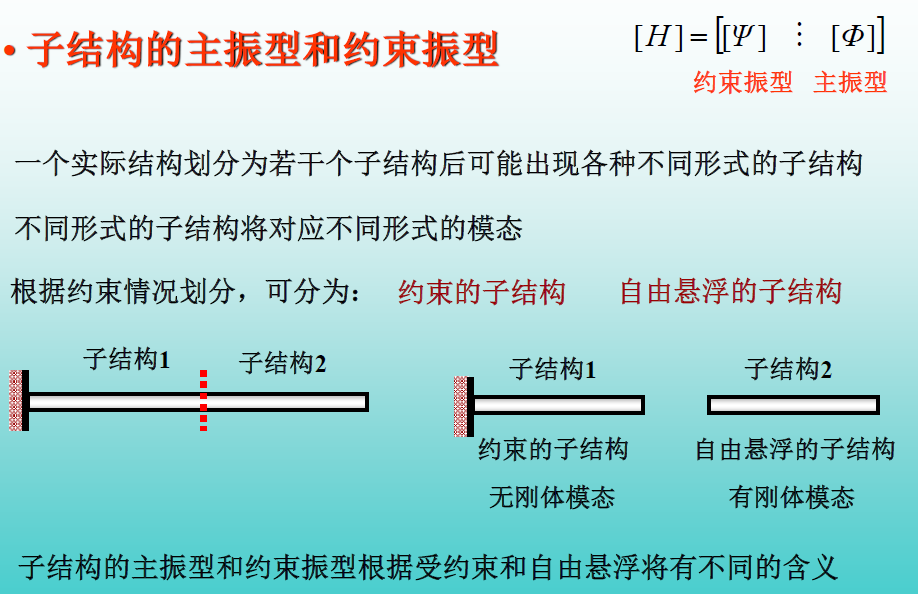 • 子结构的主振型和约束振型
[H]=[[Ψ] ⋮ [Φ]]
约束振型 主振型
一个实际结构划分为若干个子结构后可能出现各种不同形式的子结构
不同形式的子结构将对应不同形式的模态
根据约束情况划分，可分为： 约束的子结构 自由悬浮的子结构
子结构1 子结构2
子结构1 子结构2
约束的子结构 自由悬浮的子结构
无刚体模态 有刚体模态
子结构的主振型和约束振型根据受约束和自由悬浮将有不同的含义